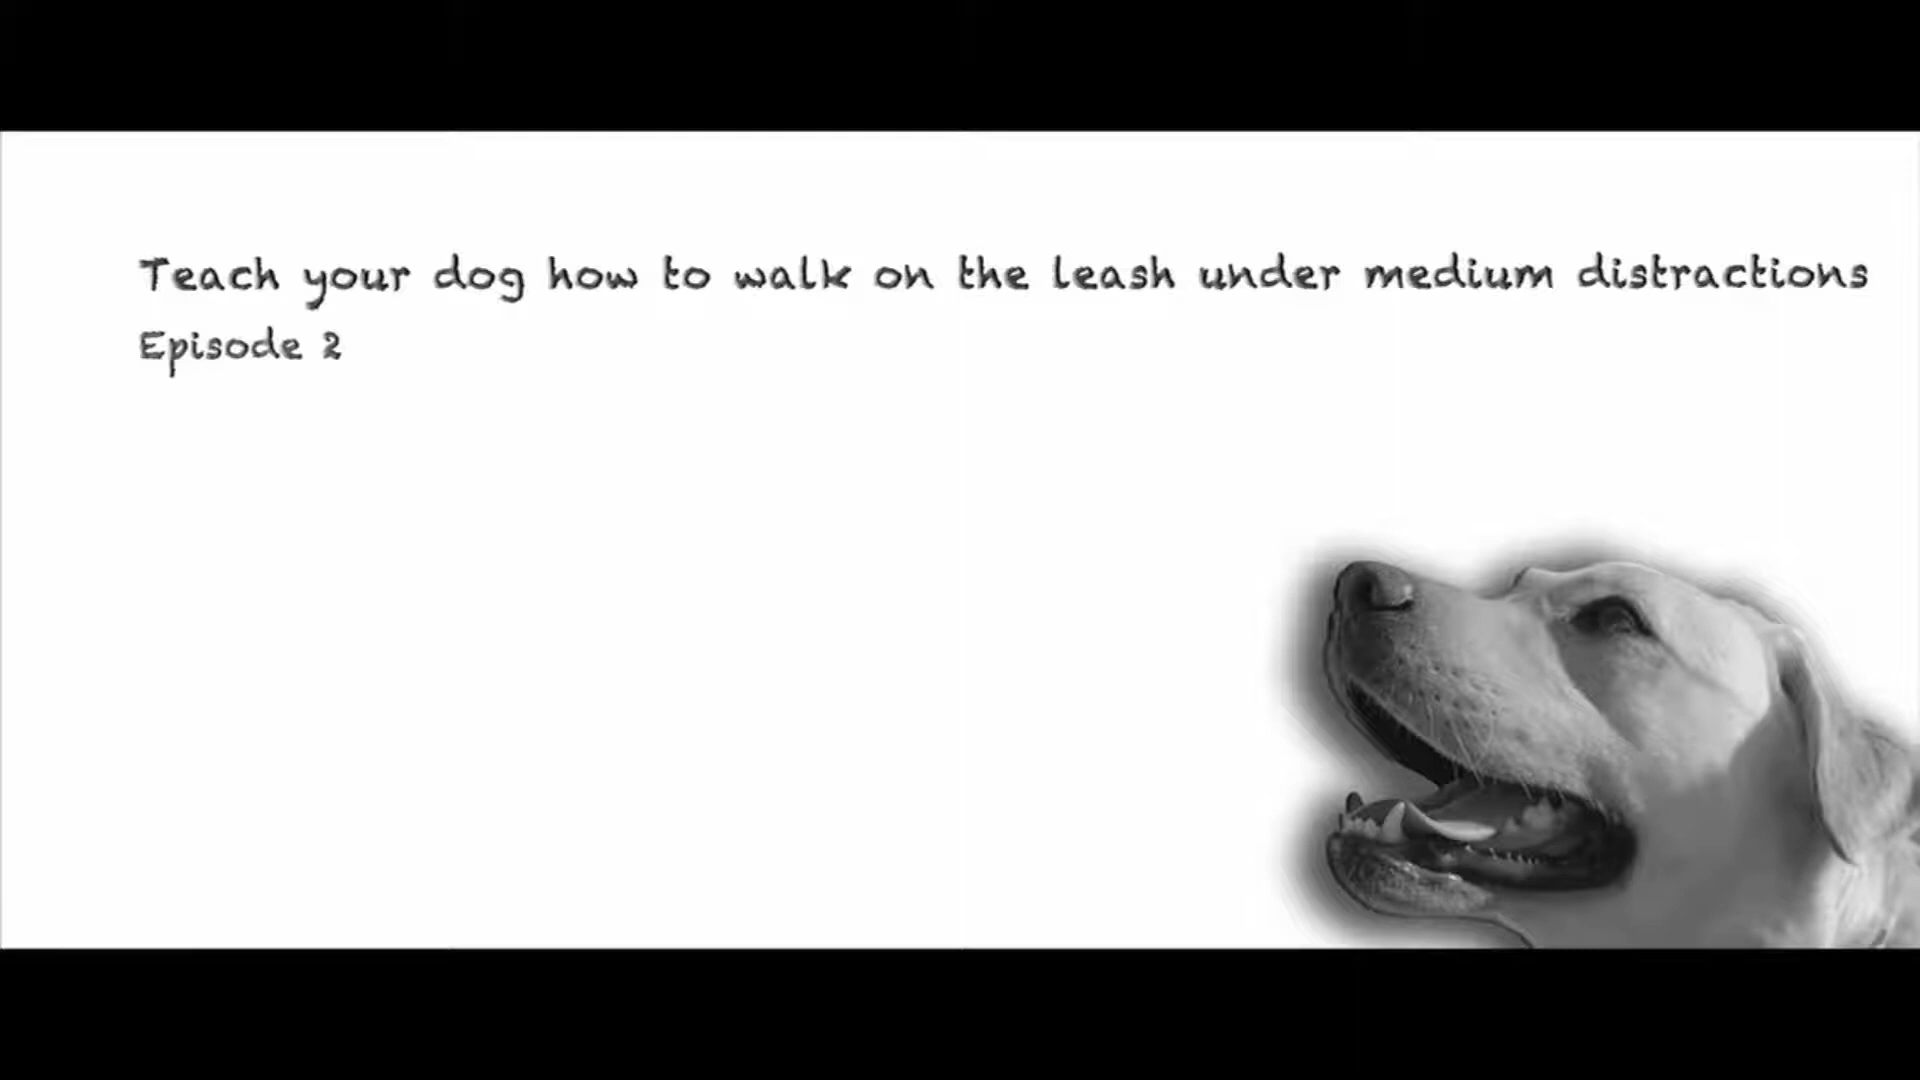 Teach your dog how to walk on the leash under medium distractions
Episode 2